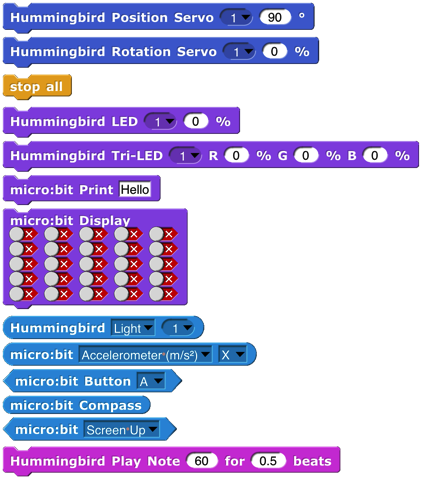 Hummingbird Position Servo 1 90 °
Hummingbird Rotation Servo 1 0 %
stop all
Hummingbird LED 1 0 %
Hummingbird Tri-LED 1 R 0 % G 0 % B 0 %
micro:bit Print Hello
micro:bit Display
Hummingbird Light 1
micro:bit Accelerometer (m/s²) X
micro:bit Button A
micro:bit Compass
micro:bit Screen Up
Hummingbird Play Note 60 for 0.5 beats